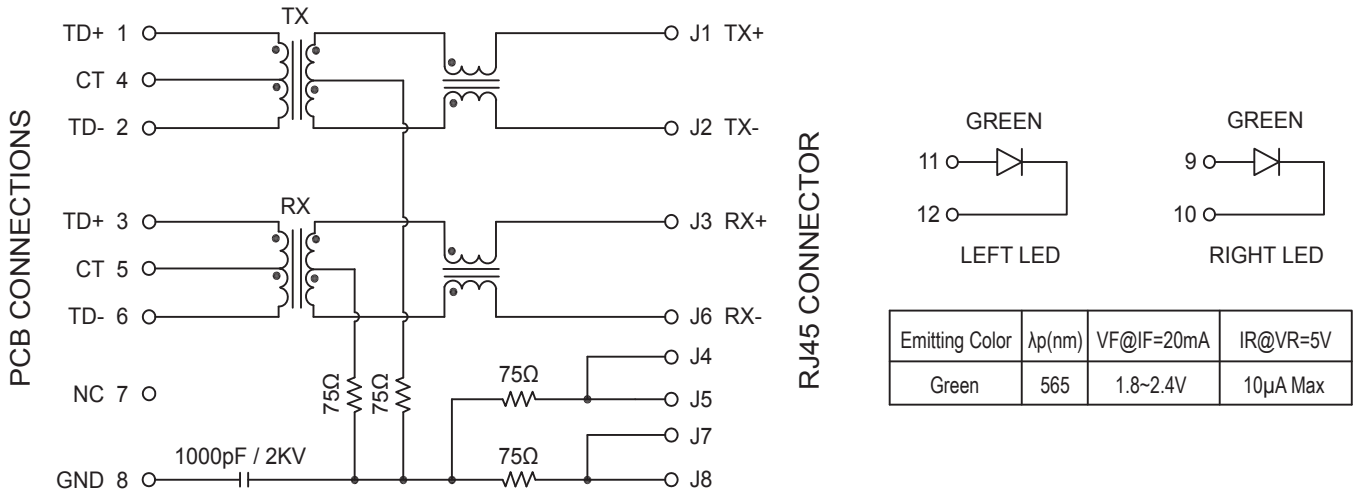 PCB CONNECTIONS
TX
TD+ 1
J1 TX+
CT 4
TD- 2
J2 TX-
RX
TD+ 3
J3 RX+
CT 5
TD- 6
J6 RX-
J4
75Ω
75Ω
75Ω
NC 7
J5
J7
1000pF / 2KV
75Ω
GND 8
J8
RJ45 CONNECTOR
GREEN
11
12
LEFT LED
GREEN
9
10
RIGHT LED
Emitting Color λp(nm) VF@IF=20mA IR@VR=5V
Green 565 1.8~2.4V 10μA Max